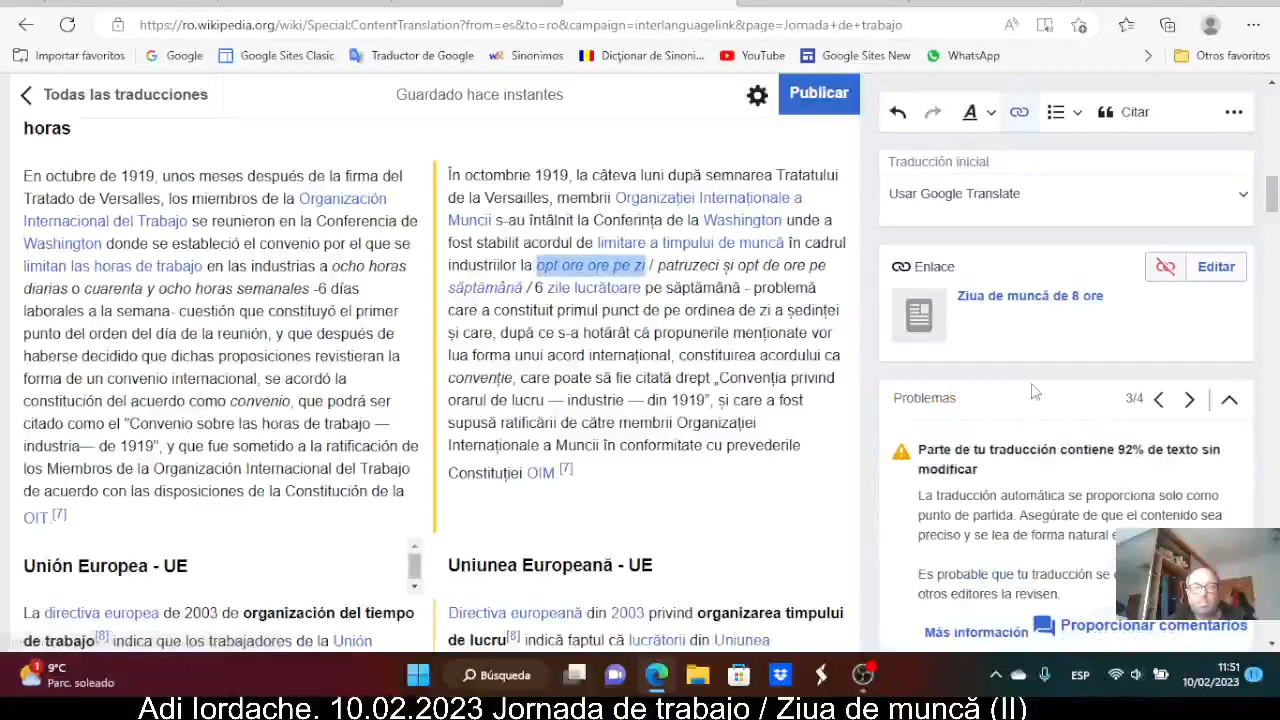 https://ro.wikipedia.org/wiki/Special:ContentTranslation?from=es&to=ro&campaign=interlanguagelink&page=Jornada+de+trabajo
Importar favoritos
Google
Google Sites Clasic
Traductor de Google
Sinonimos
Dicționar de Sinoni...
YouTube
Google Sites New
WhatsApp
Otros favoritos
Todas las traducciones
Guardado hace instantes
Publicar
horas
En octubre de 1919, unos meses después de la firma del
Tratado de Versalles, los miembros de la Organización
Internacional del Trabajo se reunieron en la Conferencia de
Washington donde se estableció el convenio por el que se
limitan las horas de trabajo en las industrias a ocho horas
diarias o cuarenta y ocho horas semanales -6 días
laborales a la semana- cuestión que constituyó el primer
punto del orden del día de la reunión, y que después de
haberse decidido que dichas proposiciones revistieran la
forma de un convenio internacional, se acordó la
constitución del acuerdo como convenio, que podrá ser
citado como el "Convenio sobre las horas de trabajo —
industria— de 1919", y que fue sometido a la ratificación de
los Miembros de la Organización Internacional del Trabajo
de acuerdo con las disposiciones de la Constitución de la
OIT.[7]
Unión Europea - UE
La directiva europea de 2003 de organización del tiempo
de trabajo[8] indica que los trabajadores de la Unión
În octombrie 1919, la câteva luni după semnarea Tratatului
de la Versailles, membrii Organizației Internaționale a
Muncii s-au întâlnit la Conferința de la Washington unde a
fost stabilit acordul de limitare a timpului de muncă în cadrul
industriilor la opt ore ore pe zi / patruzeci și opt de ore pe
săptămână / 6 zile lucrătoare pe săptămână - problemă
care a constituit primul punct de pe ordinea de zi a ședinței
și care, după ce s-a hotărât că propunerile menționate vor
lua forma unui acord internațional, constituirea acordului ca
convenție, care poate să fie citată drept „Convenția privind
orarul de lucru — industrie — din 1919”, și care a fost
supusă ratificării de către membrii Organizației
Internaționale a Muncii în conformitate cu prevederile
Constituției OIM.[7]
Uniunea Europeană - UE
Directiva europeană din 2003 privind organizarea timpului
de lucru[8] indică faptul că lucrătorii din Uniunea
Citar
Traducción inicial
Usar Google Translate
Enlace
Editar
Ziua de muncă de 8 ore
Problemas
3/4
Parte de tu traducción contiene 92% de texto sin
modificar
La traducción automática se proporciona solo como
punto de partida. Asegúrate de que el contenido sea
preciso y se lea de forma natural
Es probable que tu traducción se
otros editores la revisen.
Más información
Proporcionar comentarios
1
9°C
Parc. soleado
Búsqueda
ESP
11:51
10/02/2023
Adi Iordache. 10.02.2023 Jornada de trabajo / Ziua de muncă (II)